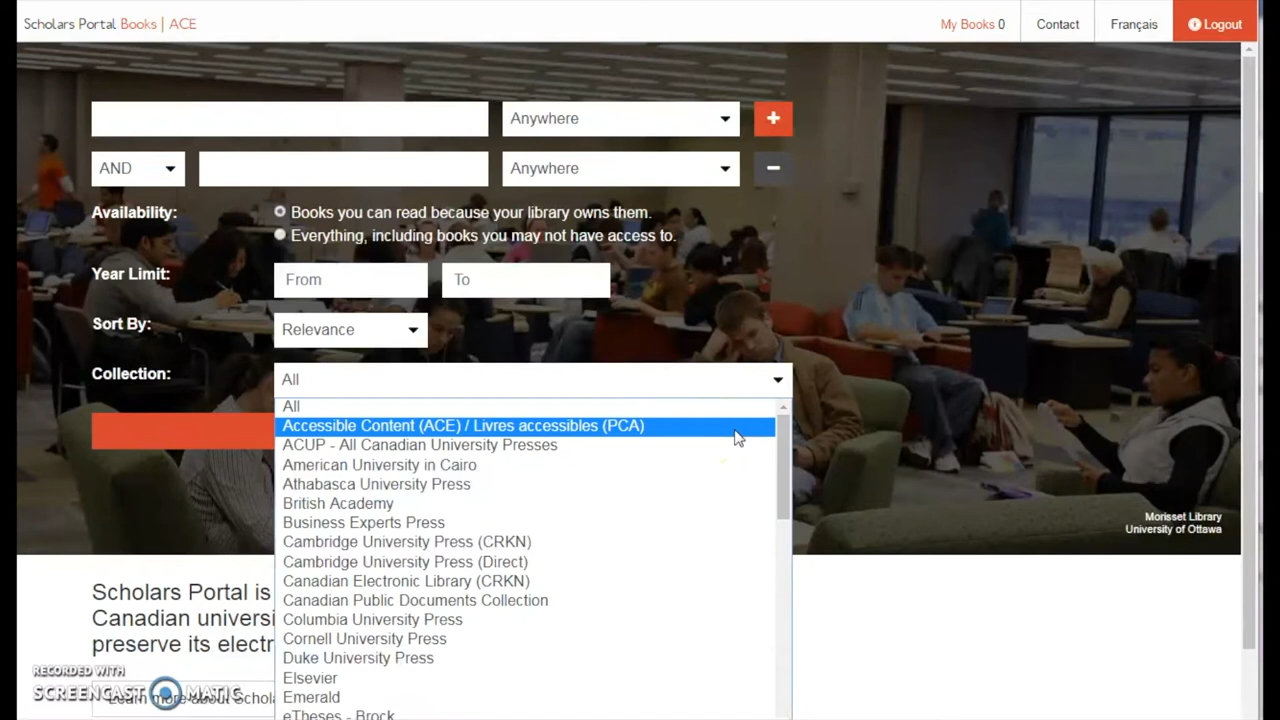 Scholars Portal Books | ACE
My Books 0
Contact
Français
Logout
Anywhere
AND
Anywhere
Availability:
Books you can read because your library owns them.
Everything, including books you may not have access to.
Year Limit:
From
To
Sort By:
Relevance
Collection:
All
All
Accessible Content (ACE) / Livres accessibles (PCA)
ACUP - All Canadian University Presses
American University in Cairo
Athabasca University Press
British Academy
Business Experts Press
Cambridge University Press (CRKN)
Cambridge University Press (Direct)
Canadian Electronic Library (CRKN)
Canadian Public Documents Collection
Columbia University Press
Cornell University Press
Duke University Press
Elsevier
Emerald
eTheses - Brock
Morisset Library
University of Ottawa
Scholars Portal is
Canadian universi
preserve its electr
Learn more about Schola
RECORDED WITH
SCREENCAST MATIC